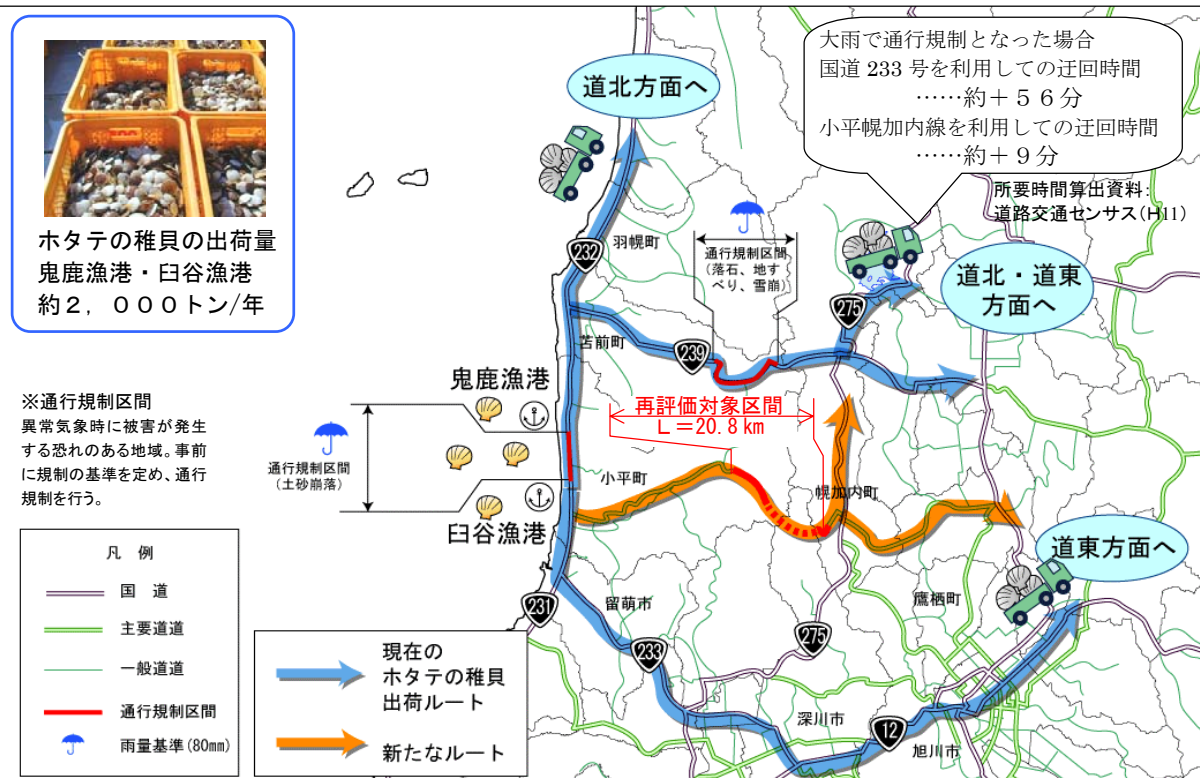 ホタテの稚貝の出荷量
鬼鹿漁港・臼谷漁港
約２，０００トン/年
道北方面へ
大雨で通行規制となった場合
国道 233 号を利用しての迂回時間
……約＋５６分
小平幌加内線を利用しての迂回時間
……約＋９分
所要時間算出資料:
道路交通センサス(H11)
232
羽幌町
通行規制区間
(落石、地す
べり、雪崩)
道北・道東
方面へ
275
苫前町
239
鬼鹿漁港
再評価対象区間
Ｌ＝20.8 km
※通行規制区間
異常気象時に被害が発生
する恐れのある地域。事前
に規制の基準を定め、通行
規制を行う。
通行規制区間
(土砂崩落)
小平町
幌加内町
臼谷漁港
道東方面へ
凡 例
国 道
主要道道
一般道道
通行規制区間
雨量基準(80㎜)
231
留萌市
233
275
鷹栖町
現在の
ホタテの稚貝
出荷ルート
新たなルート
深川市
12
旭川市